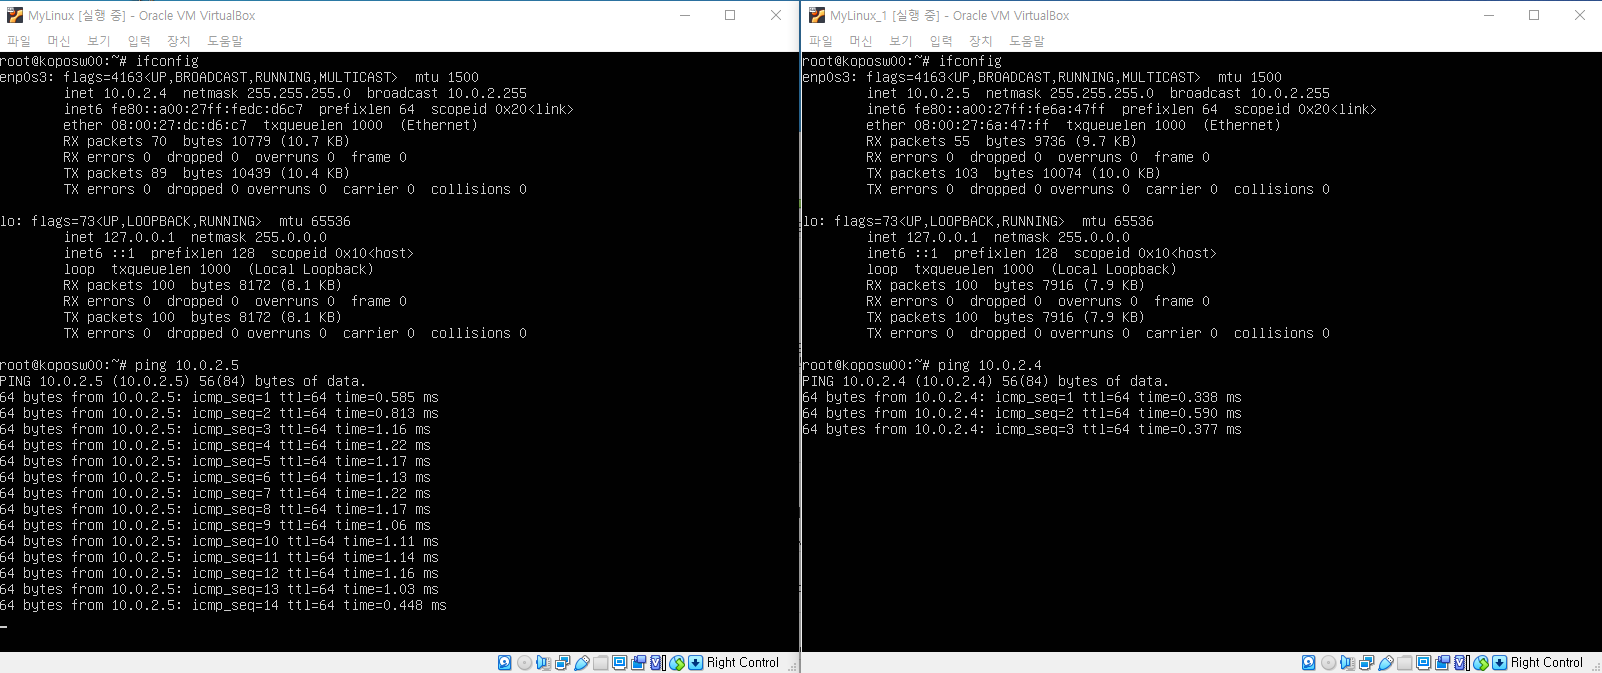 MyLinux [실행 중] - Oracle VM VirtualBox
파일 머신 보기 입력 장치 도움말
root@koposw00:~# ifconfig
enp0s3: flags=4163<UP,BROADCAST,RUNNING,MULTICAST>  mtu 1500
        inet 10.0.2.4  netmask 255.255.255.0  broadcast 10.0.2.255
        inet6 fe80::a00:27ff:fedc:d6c7  prefixlen 64  scopeid 0x20<link>
        ether 08:00:27:dc:d6:c7  txqueuelen 1000  (Ethernet)
        RX packets 70  bytes 10779 (10.7 KB)
        RX errors 0  dropped 0  overruns 0  frame 0
        TX packets 89  bytes 10439 (10.4 KB)
        TX errors 0  dropped 0 overruns 0  carrier 0  collisions 0
lo: flags=73<UP,LOOPBACK,RUNNING>  mtu 65536
        inet 127.0.0.1  netmask 255.0.0.0
        inet6 ::1  prefixlen 128  scopeid 0x10<host>
        loop  txqueuelen 1000  (Local Loopback)
        RX packets 100  bytes 8172 (8.1 KB)
        RX errors 0  dropped 0  overruns 0  frame 0
        TX packets 100  bytes 8172 (8.1 KB)
        TX errors 0  dropped 0 overruns 0  carrier 0  collisions 0
root@koposw00:~# ping 10.0.2.5
PING 10.0.2.5 (10.0.2.5) 56(84) bytes of data.
64 bytes from 10.0.2.5: icmp_seq=1 ttl=64 time=0.585 ms
64 bytes from 10.0.2.5: icmp_seq=2 ttl=64 time=0.813 ms
64 bytes from 10.0.2.5: icmp_seq=3 ttl=64 time=1.16 ms
64 bytes from 10.0.2.5: icmp_seq=4 ttl=64 time=1.22 ms
64 bytes from 10.0.2.5: icmp_seq=5 ttl=64 time=1.17 ms
64 bytes from 10.0.2.5: icmp_seq=6 ttl=64 time=1.13 ms
64 bytes from 10.0.2.5: icmp_seq=7 ttl=64 time=1.22 ms
64 bytes from 10.0.2.5: icmp_seq=8 ttl=64 time=1.17 ms
64 bytes from 10.0.2.5: icmp_seq=9 ttl=64 time=1.06 ms
64 bytes from 10.0.2.5: icmp_seq=10 ttl=64 time=1.11 ms
64 bytes from 10.0.2.5: icmp_seq=11 ttl=64 time=1.14 ms
64 bytes from 10.0.2.5: icmp_seq=12 ttl=64 time=1.16 ms
64 bytes from 10.0.2.5: icmp_seq=13 ttl=64 time=1.03 ms
64 bytes from 10.0.2.5: icmp_seq=14 ttl=64 time=0.448 ms
Right Control
MyLinux_1 [실행 중] - Oracle VM VirtualBox
파일 머신 보기 입력 장치 도움말
root@koposw00:~# ifconfig
enp0s3: flags=4163<UP,BROADCAST,RUNNING,MULTICAST>  mtu 1500
        inet 10.0.2.5  netmask 255.255.255.0  broadcast 10.0.2.255
        inet6 fe80::a00:27ff:fe6a:47ff  prefixlen 64  scopeid 0x20<link>
        ether 08:00:27:6a:47:ff  txqueuelen 1000  (Ethernet)
        RX packets 55  bytes 9736 (9.7 KB)
        RX errors 0  dropped 0  overruns 0  frame 0
        TX packets 103  bytes 10074 (10.0 KB)
        TX errors 0  dropped 0 overruns 0  carrier 0  collisions 0
lo: flags=73<UP,LOOPBACK,RUNNING>  mtu 65536
        inet 127.0.0.1  netmask 255.0.0.0
        inet6 ::1  prefixlen 128  scopeid 0x10<host>
        loop  txqueuelen 1000  (Local Loopback)
        RX packets 100  bytes 7916 (7.9 KB)
        RX errors 0  dropped 0  overruns 0  frame 0
        TX packets 100  bytes 7916 (7.9 KB)
        TX errors 0  dropped 0 overruns 0  carrier 0  collisions 0
root@koposw00:~# ping 10.0.2.4
PING 10.0.2.4 (10.0.2.4) 56(84) bytes of data.
64 bytes from 10.0.2.4: icmp_seq=1 ttl=64 time=0.338 ms
64 bytes from 10.0.2.4: icmp_seq=2 ttl=64 time=0.590 ms
64 bytes from 10.0.2.4: icmp_seq=3 ttl=64 time=0.377 ms
Right Control